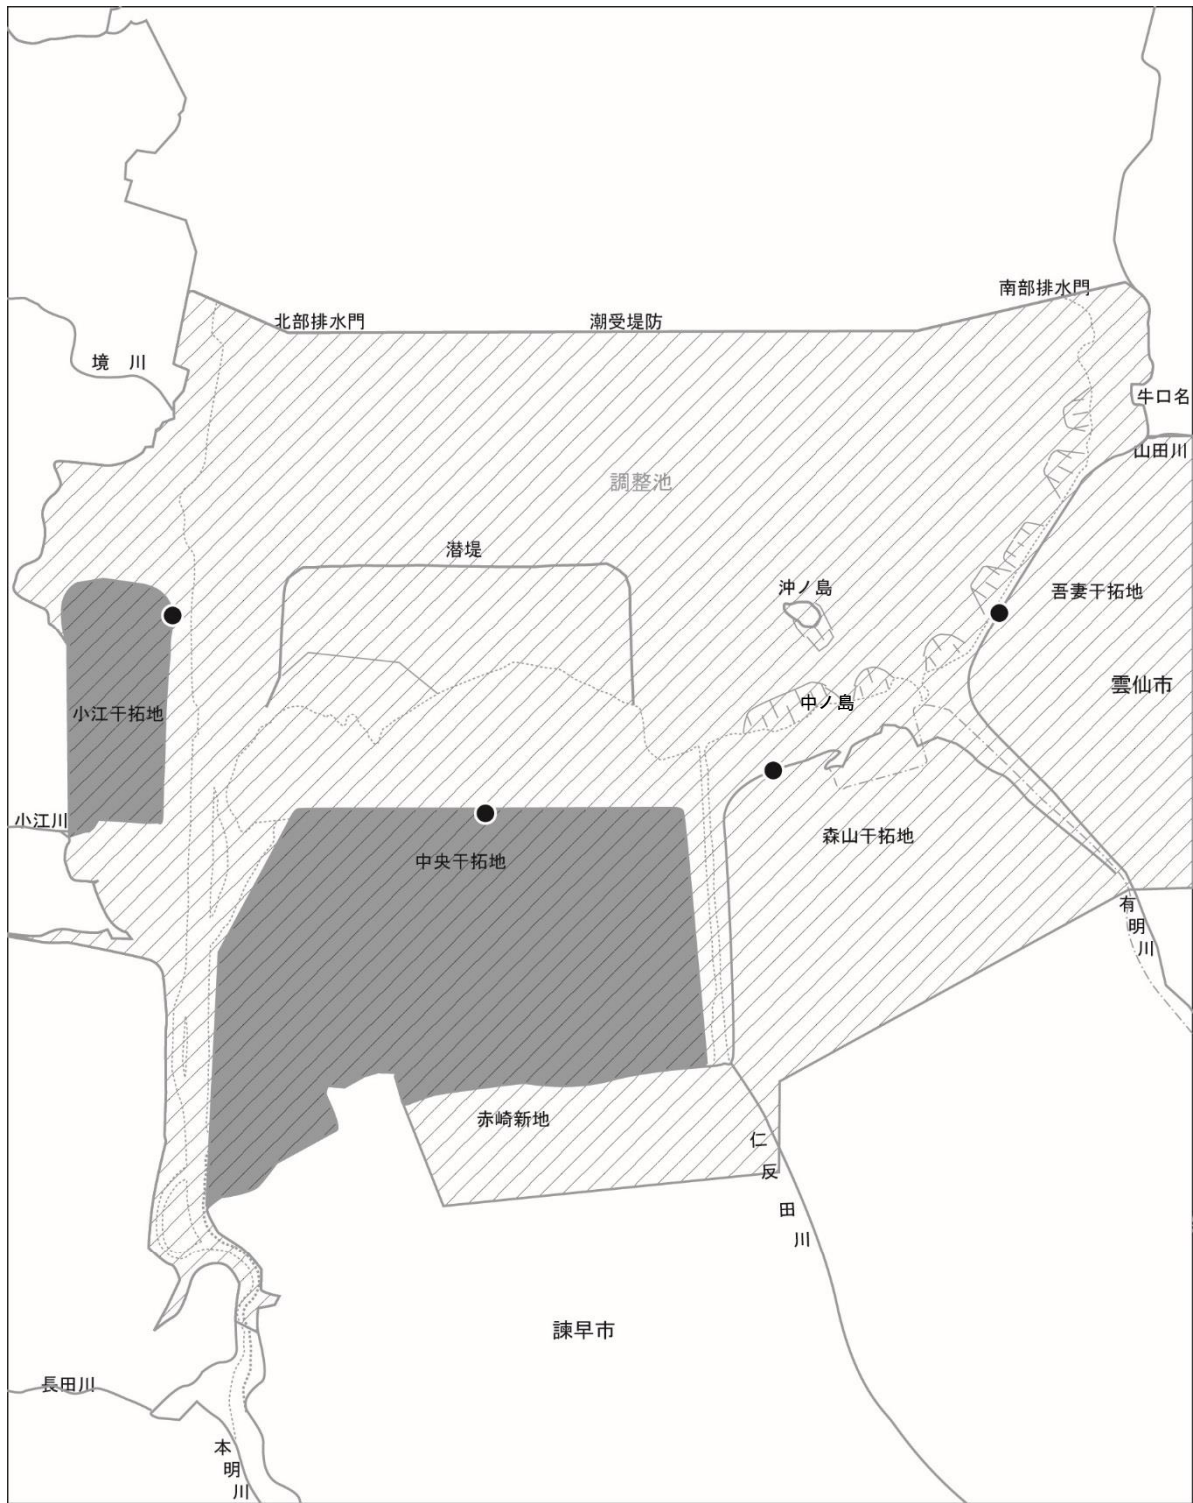 南部排水門
北部排水門
潮受堤防
境 川
牛口名
山田川
調整池
潜堤
沖ノ島
吾妻干拓地
雲仙市
中ノ島
小江干拓地
小江川
森山干拓地
中央干拓地
有明川
赤崎新地
仁反田川
諫早市
長田川
本明川